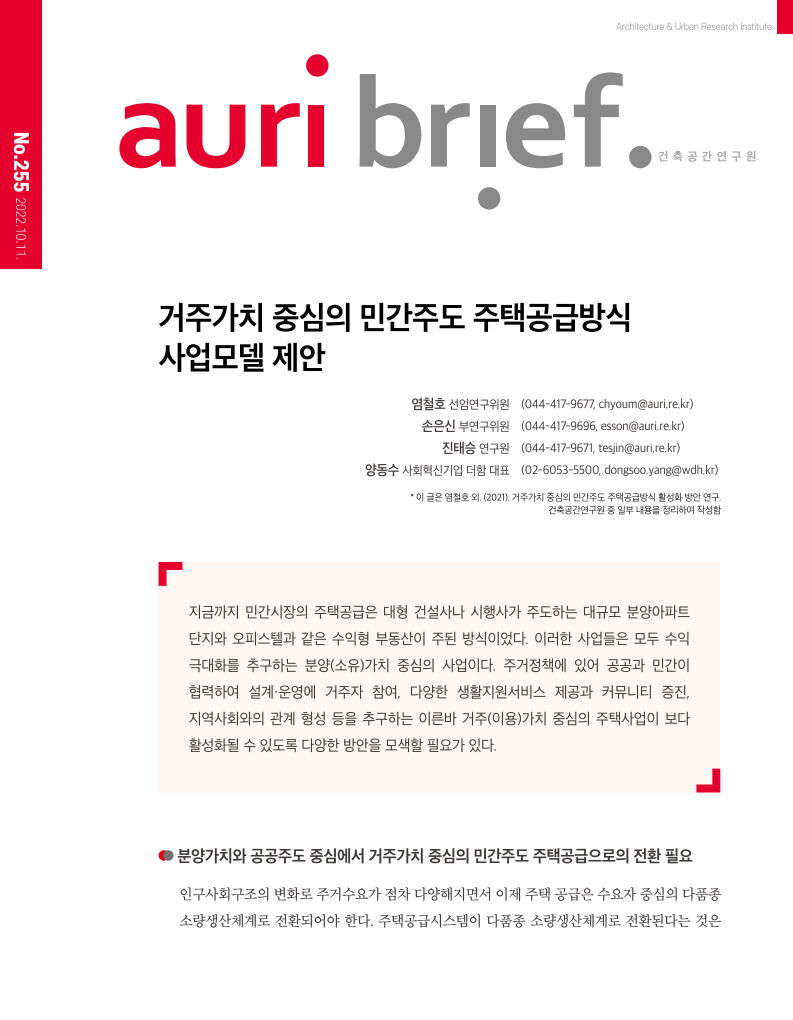 Architecture & Urban Research Institute
No.255 2022.10.11.
auri brief.
건축공간연구원
거주가치 중심의 민간주도 주택공급방식
사업모델 제안
염철호 선임연구위원 (044-417-9677, chyoum@auri.re.kr)
손은신 부연구위원 (044-417-9696, esson@auri.re.kr)
진태승 연구원 (044-417-9671, tesjin@auri.re.kr)
양동수 사회혁신기업 더함 대표 (02-6053-5500, dongsoo.yang@wdh.kr)
* 이 글은 염철호 외. (2021). 거주가치 중심의 민간주도 주택공급방식 활성화 방안 연구.
건축공간연구원 중 일부 내용을 정리하여 작성함
지금까지 민간시장의 주택공급은 대형 건설사나 시행사가 주도하는 대규모 분양아파트
단지와 오피스텔과 같은 수익형 부동산이 주된 방식이었다. 이러한 사업들은 모두 수익
극대화를 추구하는 분양(소유)가치 중심의 사업이다. 주거정책에 있어 공공과 민간이
협력하여 설계·운영에 거주자 참여, 다양한 생활지원서비스 제공과 커뮤니티 증진,
지역사회와의 관계 형성 등을 추구하는 이른바 거주(이용)가치 중심의 주택사업이 보다
활성화될 수 있도록 다양한 방안을 모색할 필요가 있다.
분양가치와 공공주도 중심에서 거주가치 중심의 민간주도 주택공급으로의 전환 필요
인구사회구조의 변화로 주거수요가 점차 다양해지면서 이제 주택 공급은 수요자 중심의 다품종
소량생산체계로 전환되어야 한다. 주택공급시스템이 다품종 소량생산체계로 전환된다는 것은